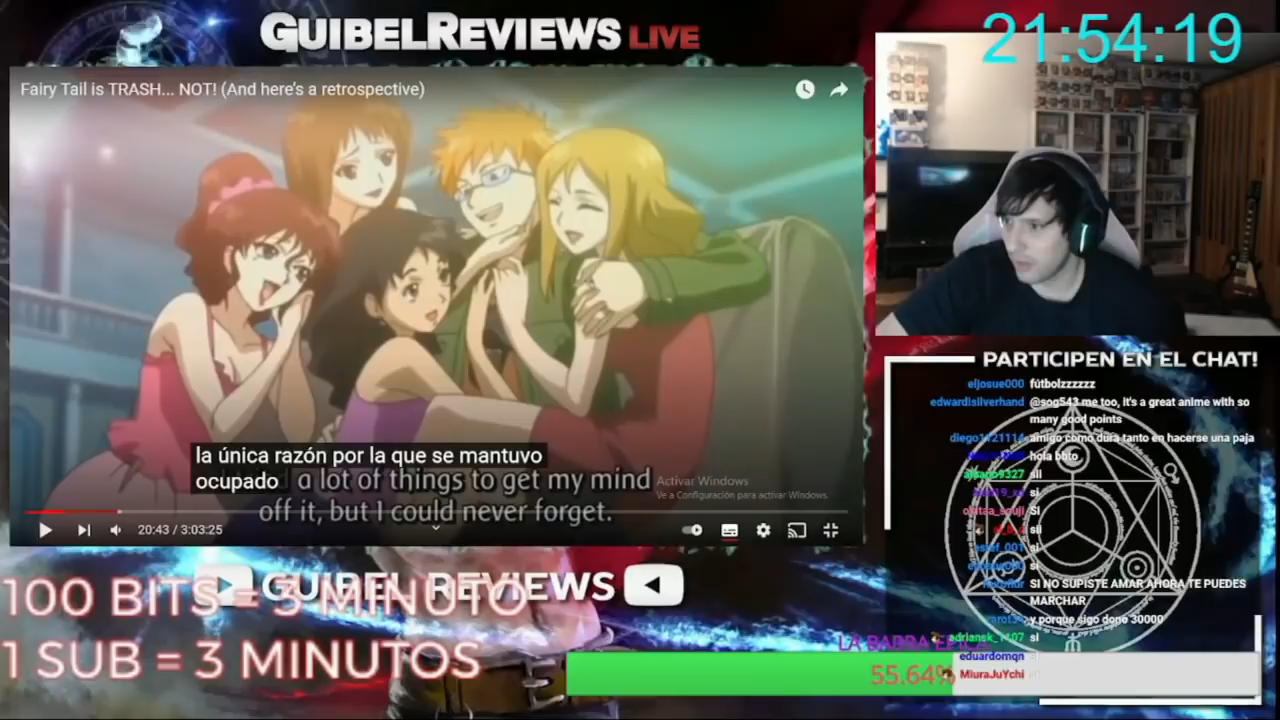 GUIBELREVIEWS LIVE
21:54:19
Fairy Tail is TRASH... NOT! (And here's a retrospective)
la única razón por la que se mantuvo
ocupado
a lot of things to get my mind
off it, but I could never forget.
Activar Windows
Ve a Configuración para activar Windows.
20:43 / 3:03:25
PARTICIPEN EN EL CHAT!
eljosue000 fútbolzzzzzz
edwardisilverhand @sog543 me too, it's a great anime with so
many good points
amigo como dura tanto en hacerse una paja
hola bbto
sii
si
SI
sii
si
si
SI NO SUPISTE AMAR AHORA TE PUEDES
MARCHAR
y porque sigo dono 30000
adriansk_1107 si
eduardomqn
MiuraJuYchi
GUIBEL REVIEWS
100 BITS = 3 MINUTO
1 SUB = 3 MINUTOS
LA BARRA
55.64%